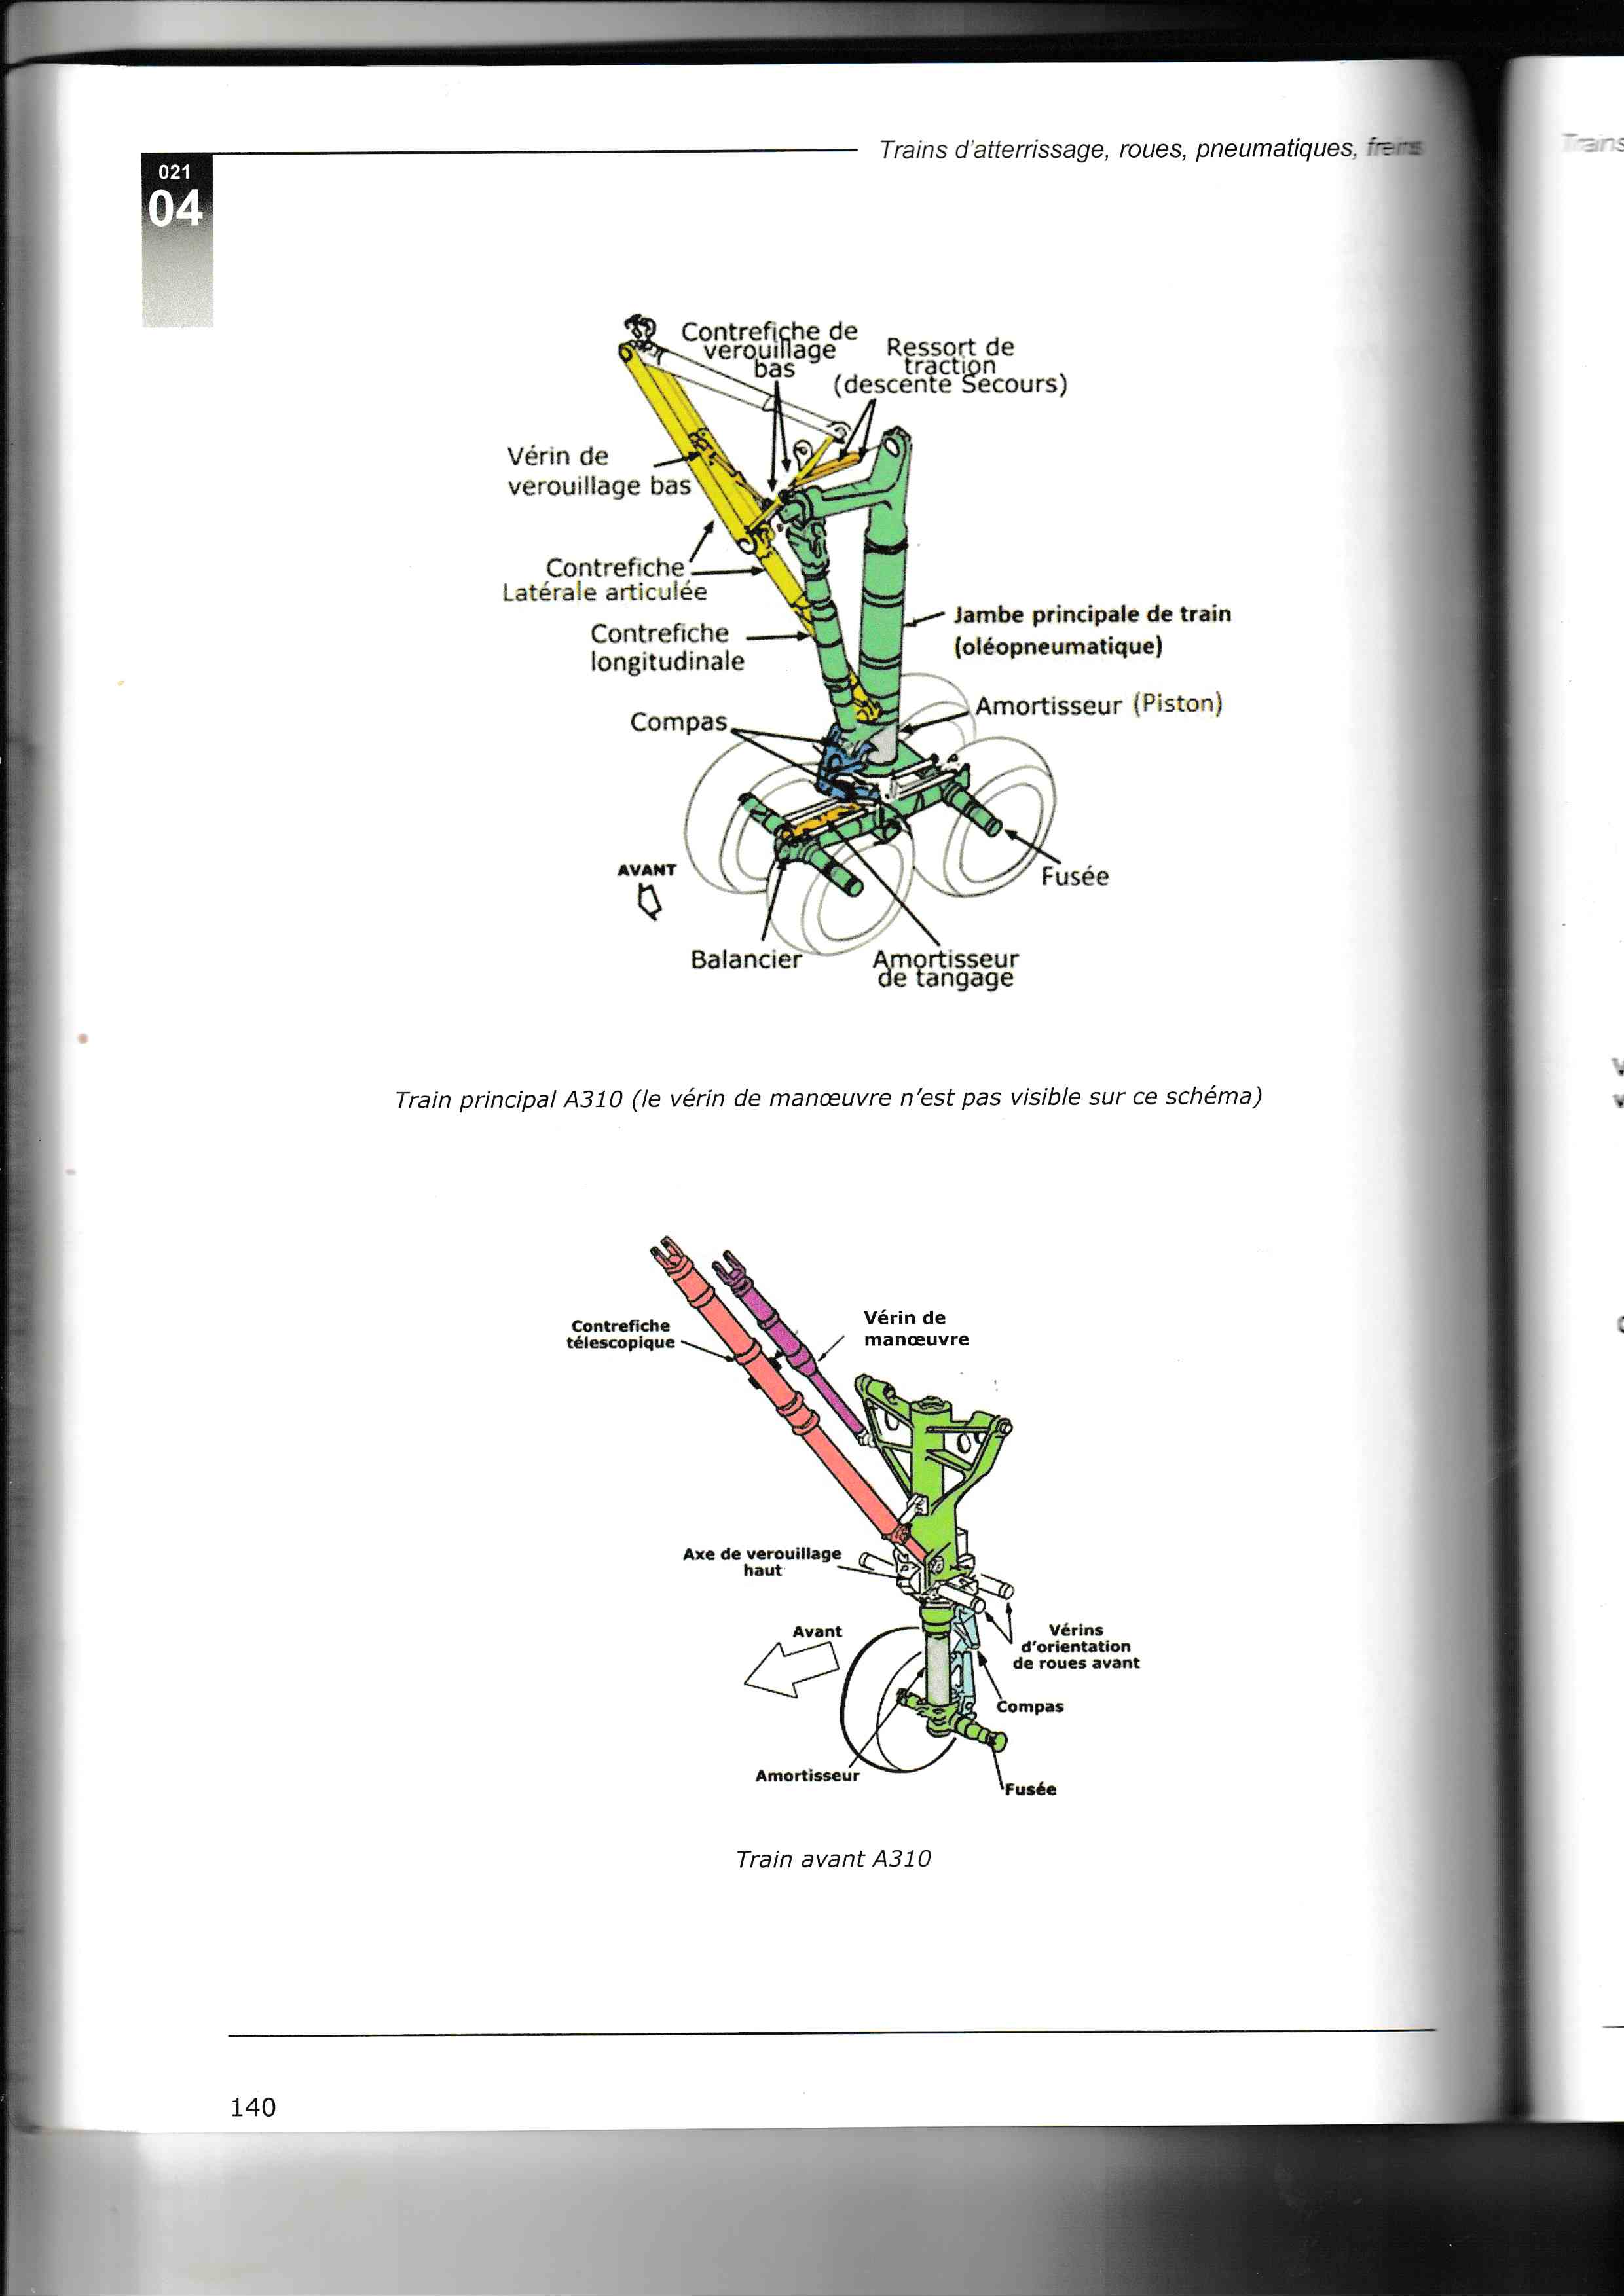 Trains d'atterrissage, roues, pneumatiques, freins
Trains
021
04
Contrefiche de
verouillage
bas
Ressort de
traction
(descente Secours)
Vérin de
verouillage bas
Contrefiche
Latérale articulée
Contrefiche
longitudinale
Jambe principale de train
(oléopneumatique)
Amortisseur (Piston)
Compas
AVANT
Fusée
Balancier
Amortisseur
de tangage
Train principal A310 (le vérin de manœuvre n'est pas visible sur ce schéma)
Contrefiche
télescopique
Vérin de
manœuvre
Axe de verouillage
haut
Avant
Vérins
d'orientation
de roues avant
Compas
Amortisseur
Fusée
Train avant A310
140